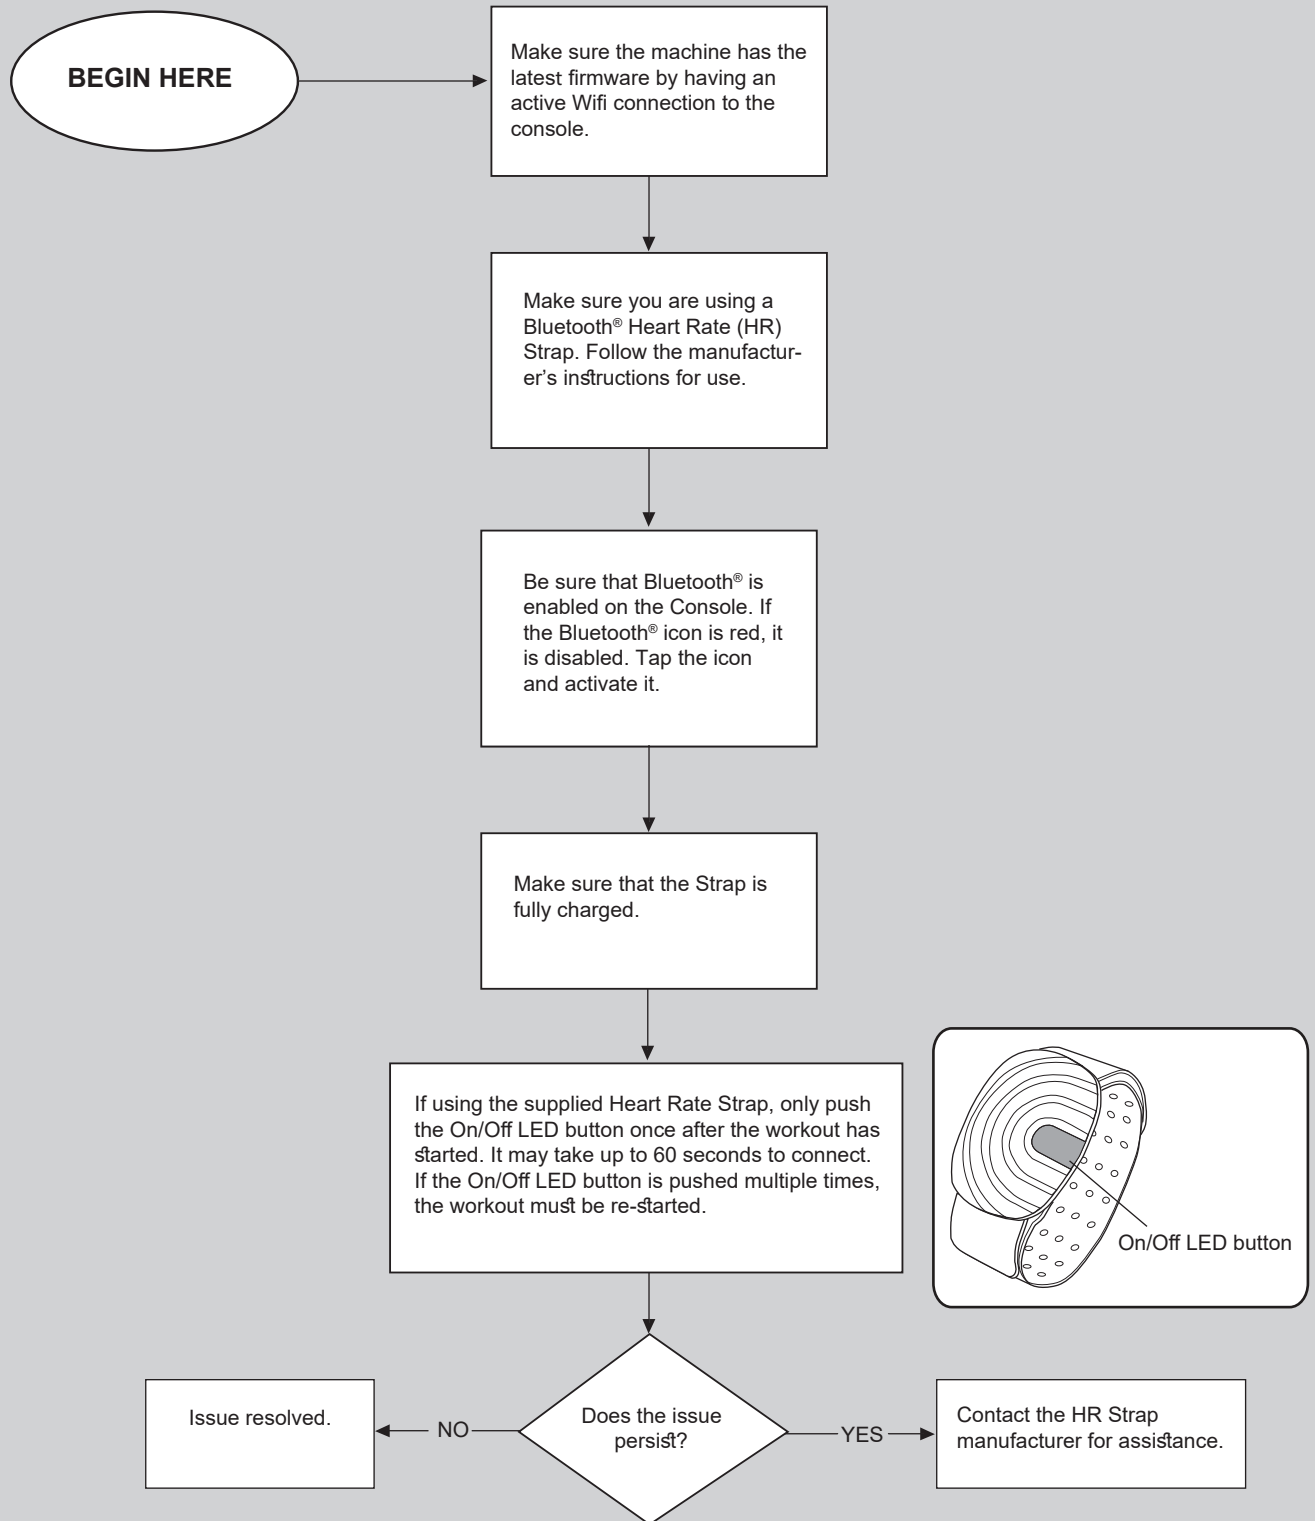 BEGIN HERE
Make sure the machine has the
latest firmware by having an
active Wifi connection to the
console.
Make sure you are using a
Bluetooth® Heart Rate (HR)
Strap. Follow the manufactur-
er’s instructions for use.
Be sure that Bluetooth® is
enabled on the Console. If
the Bluetooth® icon is red, it
is disabled. Tap the icon
and activate it.
Make sure that the Strap is
fully charged.
If using the supplied Heart Rate Strap, only push
the On/Off LED button once after the workout has
started. It may take up to 60 seconds to connect.
If the On/Off LED button is pushed multiple times,
the workout must be re-started.
On/Off LED button
Does the issue
persist?
NO
Issue resolved.
YES
Contact the HR Strap
manufacturer for assistance.